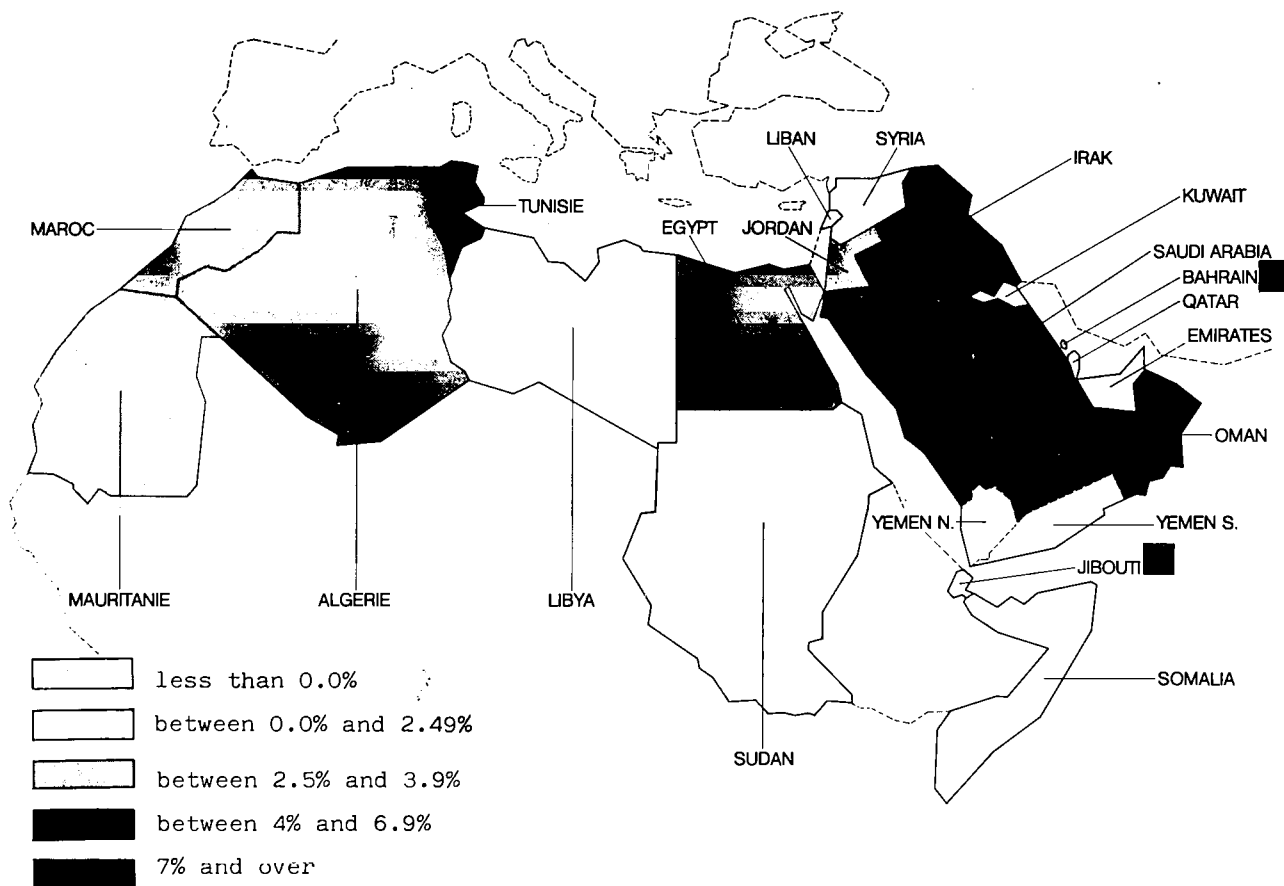 LIBAN
SYRIA
IRAK
KUWAIT
MAROC
TUNISIE
EGYPT
JORDAN
SAUDI ARABIA
BAHRAIN
QATAR
EMIRATES
OMAN
YEMEN N.
YEMEN S.
JIBOUTI
MAURITANIE
ALGERIE
LIBYA
SOMALIA
SUDAN
less than 0.0%
between 0.0% and 2.49%
between 2.5% and 3.9%
between 4% and 6.9%
7% and over